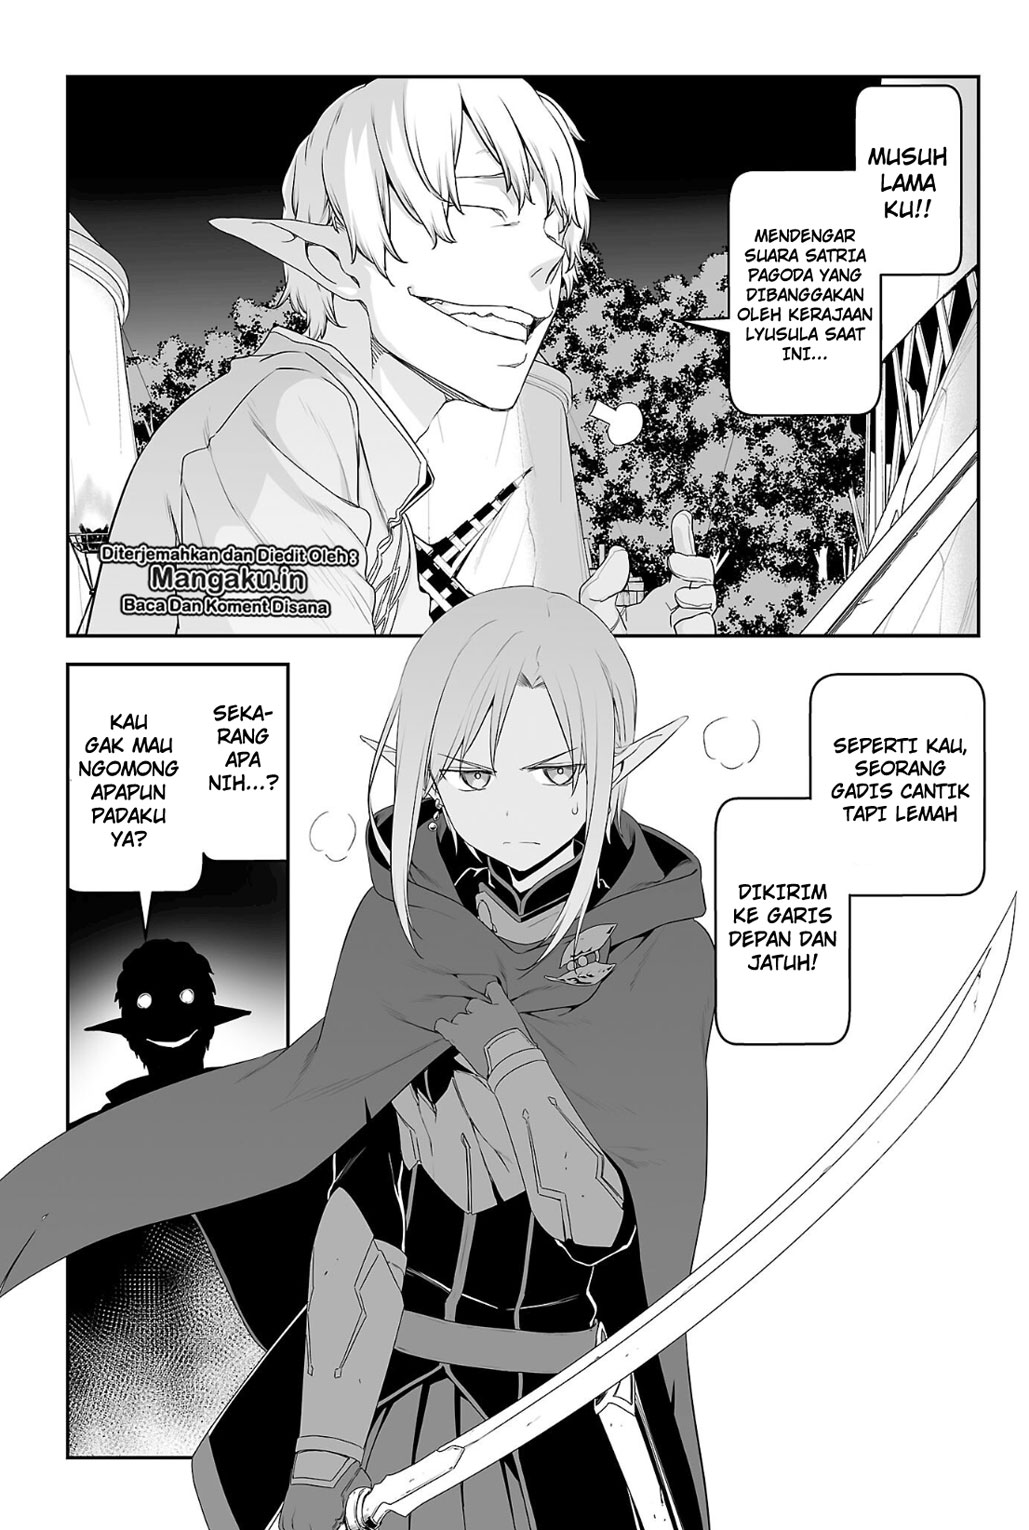 MUSUH
LAMA
KU!!
MENDENGAR
SUARA SATRIA
PAGODA YANG
DIBANGGAKAN
OLEH KERAJAAN
LYUSULA SAAT
INI...
Diterjemahkan dan Diedit Oleh :
Mangaku.in
Baca Dan Koment Disana
SEPERTI KAU,
SEORANG
GADIS CANTIK
TAPI LEMAH
DIKIRIM
KE GARIS
DEPAN DAN
JATUH!
SEKA-
RANG
APA
NIH...?
KAU
GAK MAU
NGOMONG
APAPUN
PADAKU
YA?